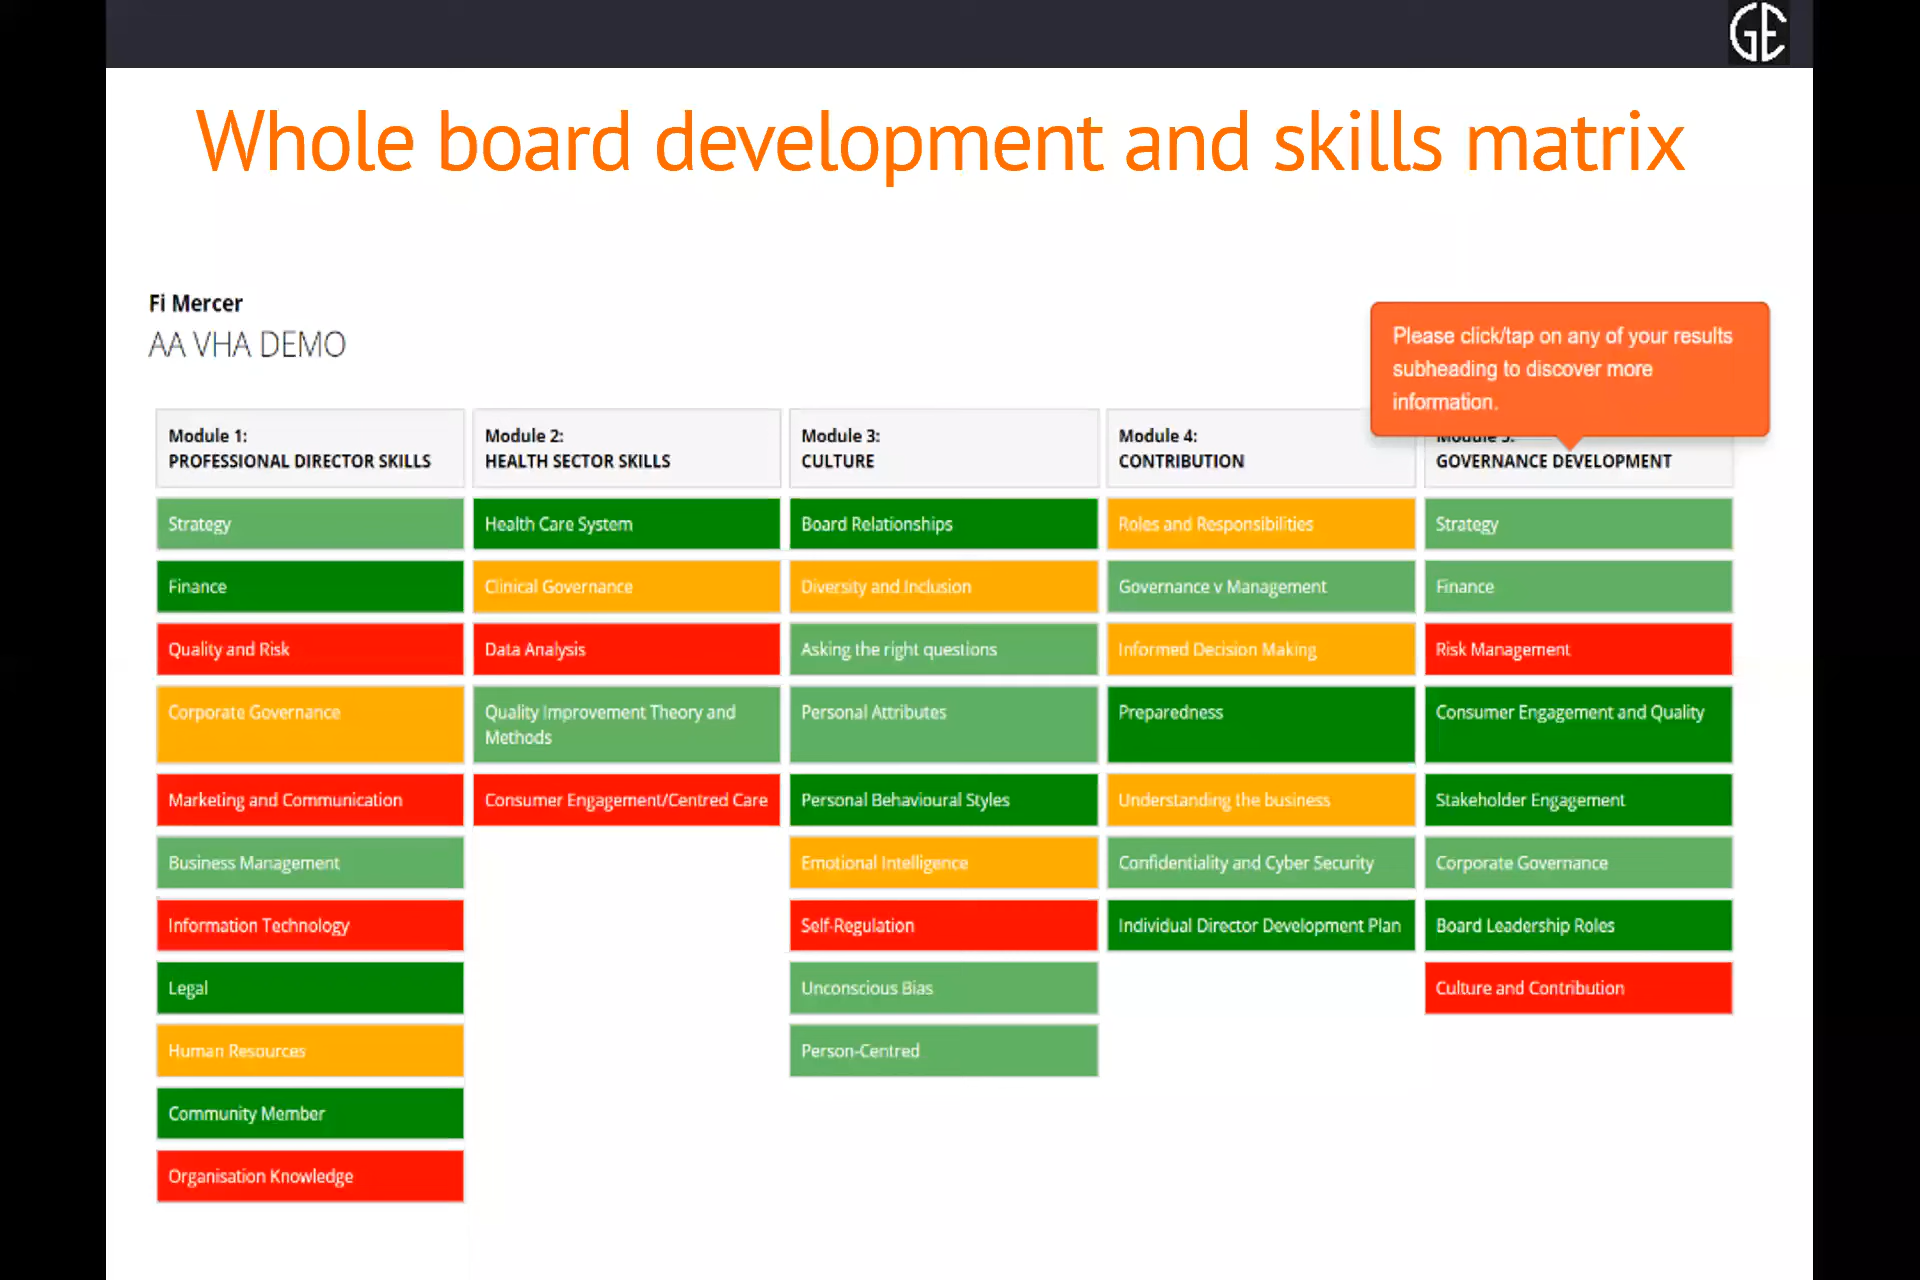 GE
Whole board development and skills matrix
Fi Mercer
AA VHA DEMO
Please click/tap on any of your results
subheading to discover more
information.
Module 1:
PROFESSIONAL DIRECTOR SKILLS
Strategy
Finance
Quality and Risk
Corporate Governance
Marketing and Communication
Business Management
Information Technology
Legal
Human Resources
Community Member
Organisation Knowledge
Module 2:
HEALTH SECTOR SKILLS
Health Care System
Clinical Governance
Data Analysis
Quality Improvement Theory and
Methods
Consumer Engagement/Centred Care
Module 3:
CULTURE
Board Relationships
Diversity and Inclusion
Asking the right questions
Personal Attributes
Personal Behavioural Styles
Emotional Intelligence
Self-Regulation
Unconscious Bias
Person-Centred
Module 4:
CONTRIBUTION
Roles and Responsibilities
Governance v Management
Informed Decision Making
Preparedness
Understanding the business
Confidentiality and Cyber Security
Individual Director Development Plan
Module 5:
GOVERNANCE DEVELOPMENT
Strategy
Finance
Risk Management
Consumer Engagement and Quality
Stakeholder Engagement
Corporate Governance
Board Leadership Roles
Culture and Contribution